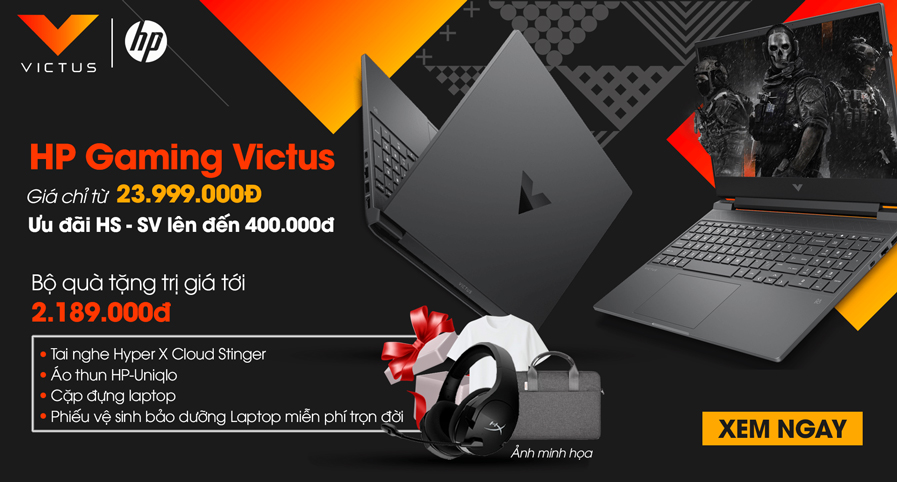 VICTUS
hp
HP Gaming Victus
Giá chỉ từ 23.999.000Đ
Ưu đãi HS - SV lên đến 400.000đ
Bộ quà tặng trị giá tới
2.189.000đ
• Tai nghe Hyper X Cloud Stinger
• Áo thun HP-Uniqlo
• Cặp đựng laptop
• Phiếu vệ sinh bảo dưỡng Laptop miễn phí trọn đời
Ảnh minh họa
XEM NGAY